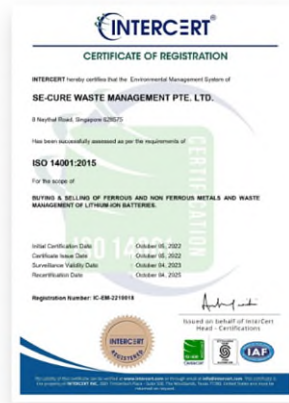 INTERCERT®
CERTIFICATE OF REGISTRATION
INTERCERT hereby certifies that the Environmental Management System of
SE-CURE WASTE MANAGEMENT PTE. LTD.
8 Neythal Road, Singapore 628575
Has been successfully assessed as per the requirements of
ISO 14001:2015
For the scope of
BUYING & SELLING OF FERROUS AND NON FERROUS METALS AND WASTE
MANAGEMENT OF LITHIUM-ION BATTERIES.
Initial Certification Date : October 05, 2022
Certificate Issue Date : October 05, 2022
Surveillance Validity Date : October 04, 2023
Recertification Date : October 04, 2025
Registration Number: IC-EM-2210018
Issued on behalf of InterCert
Head - Certifications
INTERCERT
REGISTERED
IAF
CERTIFICATION
ISO 14001